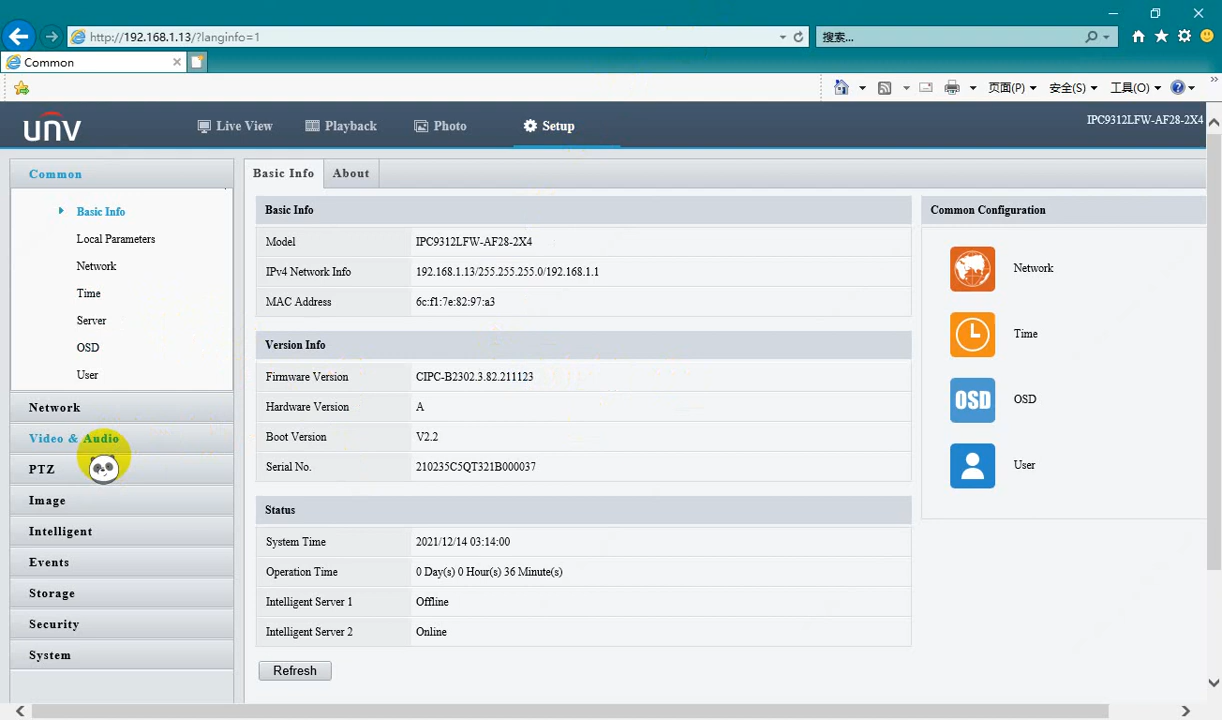 http://192.168.1.13/?langinfo=1
搜索...
Common
页面(P)
安全(S)
工具(O)
unv
Live View
Playback
Photo
Setup
IPC9312LFW-AF28-2X4
Common
Basic Info
Local Parameters
Network
Time
Server
OSD
User
Network
Video & Audio
PTZ
Image
Intelligent
Events
Storage
Security
System
Basic Info
About
Basic Info
Model IPC9312LFW-AF28-2X4
IPv4 Network Info 192.168.1.13/255.255.255.0/192.168.1.1
MAC Address 6c:f1:7e:82:97:a3
Version Info
Firmware Version CIPC-B2302.3.82.211123
Hardware Version A
Boot Version V2.2
Serial No. 210235C5QT321B000037
Status
System Time 2021/12/14 03:14:00
Operation Time 0 Day(s) 0 Hour(s) 36 Minute(s)
Intelligent Server 1 Offline
Intelligent Server 2 Online
Refresh
Common Configuration
Network
Time
OSD OSD
User